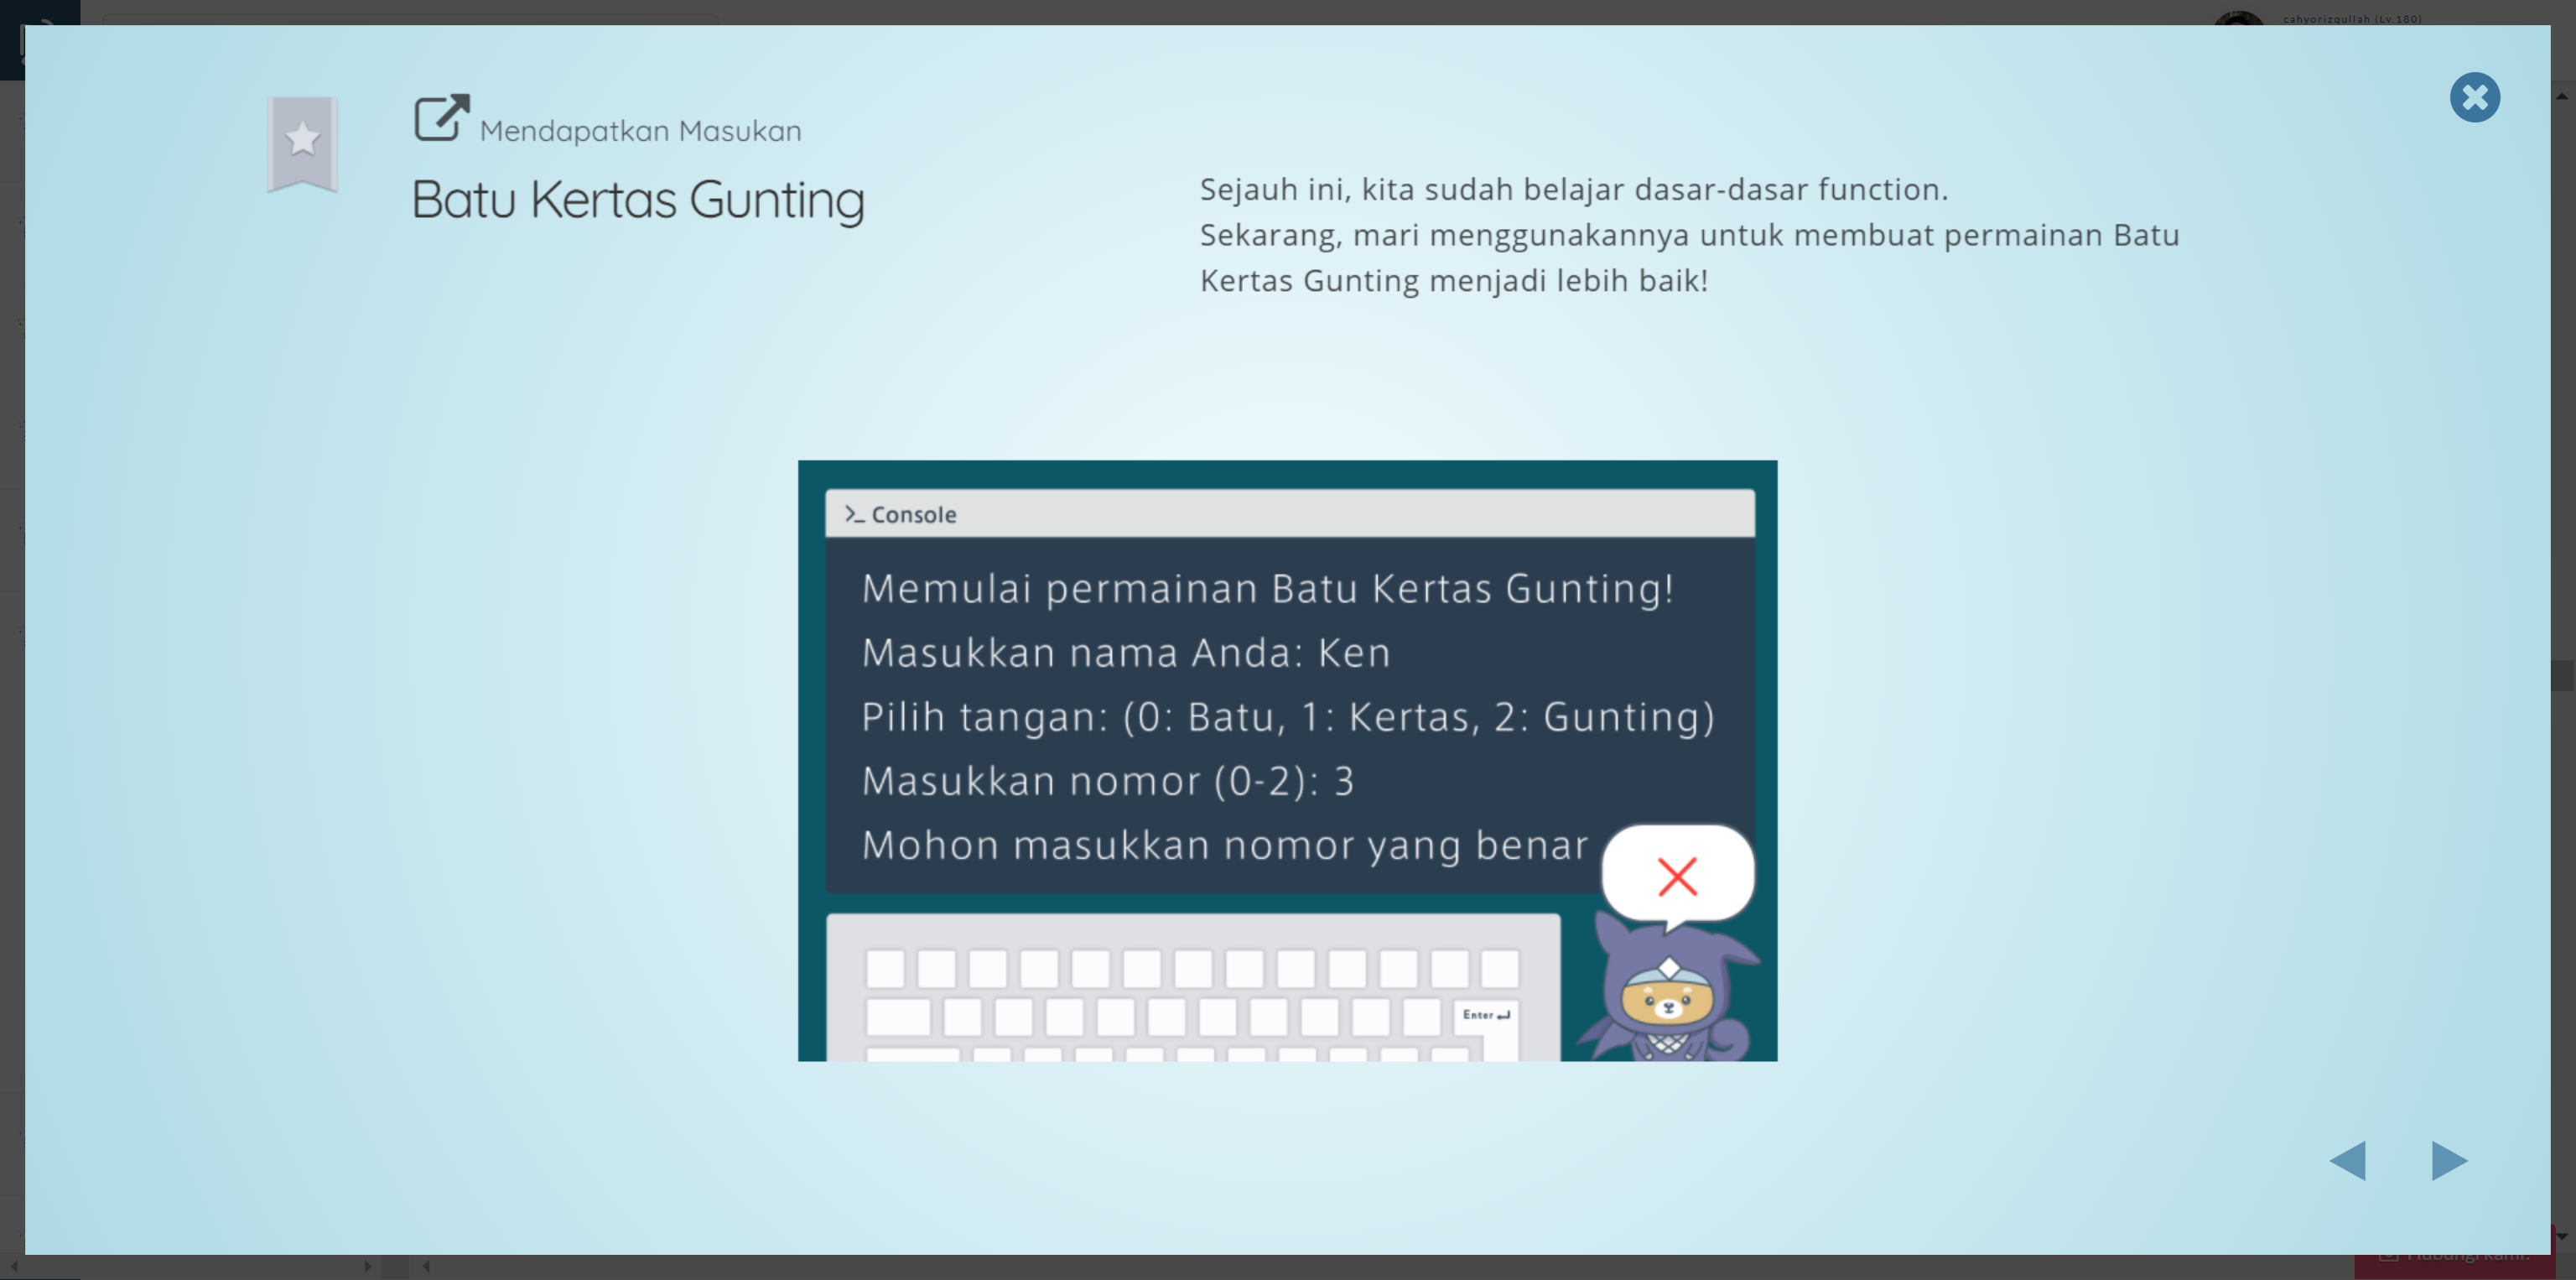 cahyorizqullah (Lv.180)
Mendapatkan Masukan
Batu Kertas Gunting
Sejauh ini, kita sudah belajar dasar-dasar function.
Sekarang, mari menggunakannya untuk membuat permainan Batu
Kertas Gunting menjadi lebih baik!
>_ Console
Memulai permainan Batu Kertas Gunting!
Masukkan nama Anda: Ken
Pilih tangan: (0: Batu, 1: Kertas, 2: Gunting)
Masukkan nomor (0-2): 3
Mohon masukkan nomor yang benar
Enter
Hubungi kami